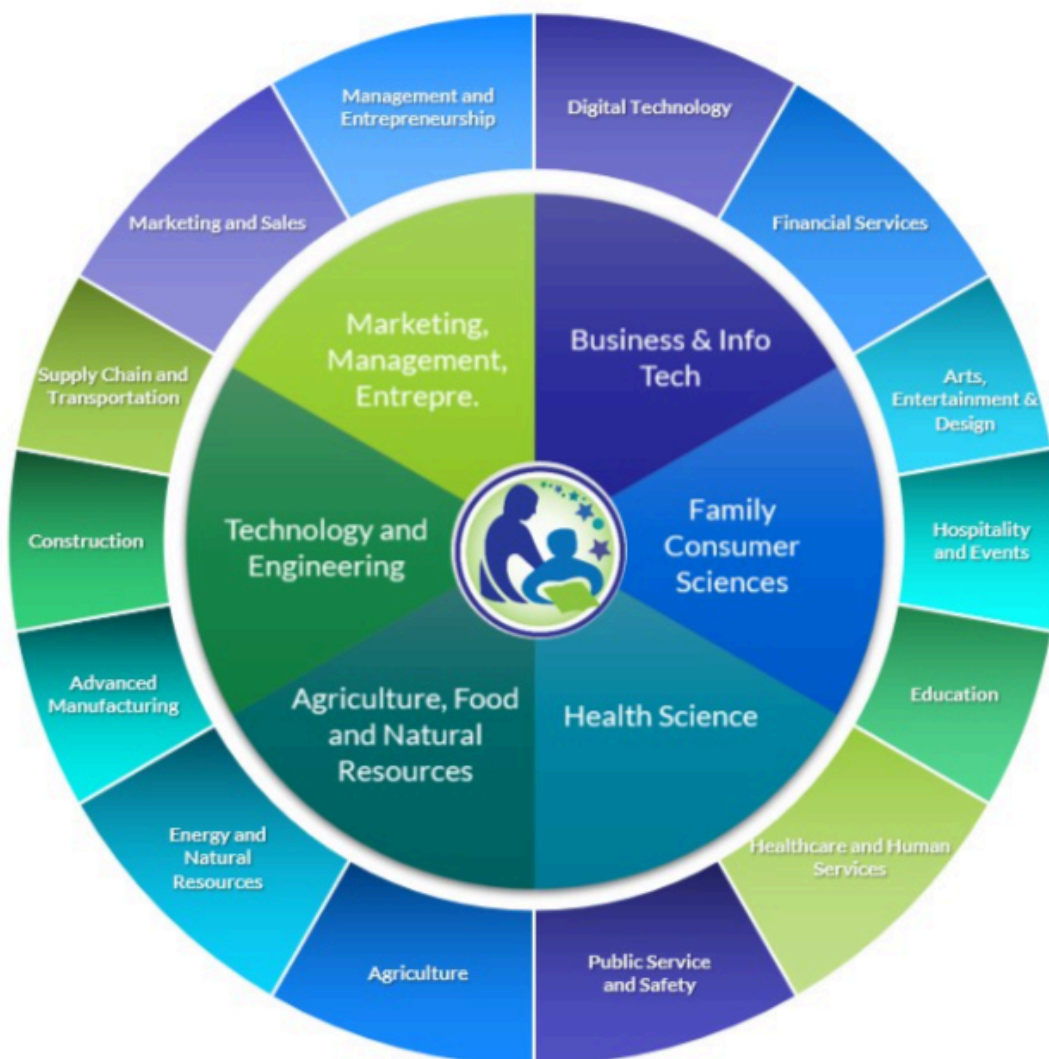 Management and
Entrepreneurship
Digital Technology
Financial Services
Arts,
Entertainment &
Design
Hospitality
and Events
Education
Healthcare and Human
Services
Public Service
and Safety
Agriculture
Energy and
Natural
Resources
Advanced
Manufacturing
Construction
Supply Chain and
Transportation
Marketing and Sales
Marketing,
Management,
Entrepre.
Business & Info
Tech
Family
Consumer
Sciences
Health Science
Agriculture, Food
and Natural
Resources
Technology and
Engineering